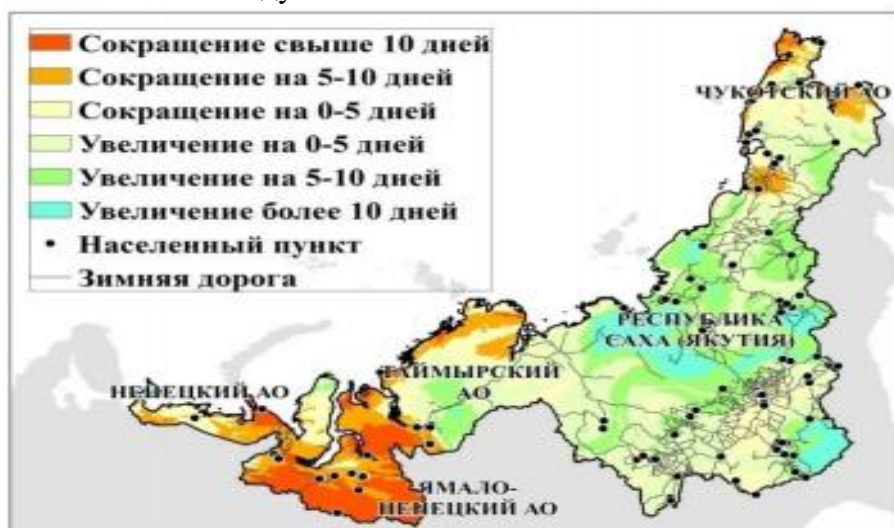 Сокращение свыше 10 дней
Сокращение на 5-10 дней
Сокращение на 0-5 дней
Увеличение на 0-5 дней
Увеличение на 5-10 дней
Увеличение более 10 дней
Населенный пункт
Зимняя дорога
ЧУКОТСКИЙ АО
РЕСПУБЛИКА
САХА (ЯКУТИЯ)
ТАЙМЫРСКИЙ
АО
НЕНЕЦКИЙ АО
ЯМАЛО-
НЕНЕЦКИЙ АО